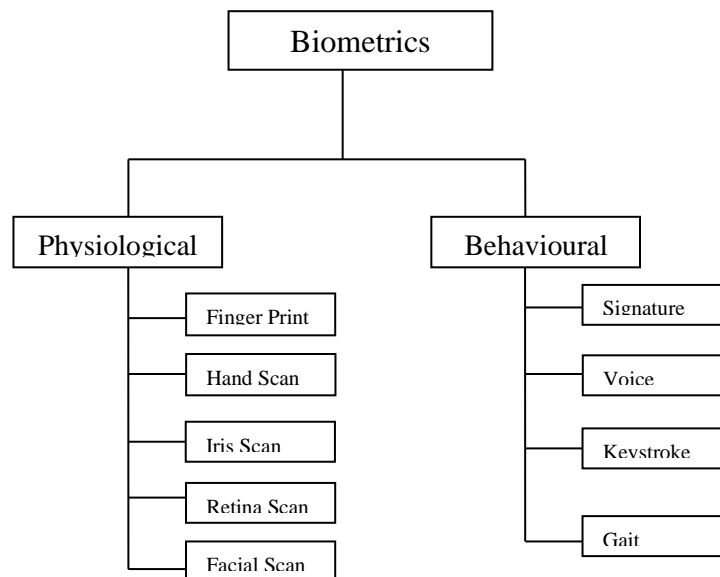 Biometrics
Physiological
Behavioural
Finger Print
Hand Scan
Iris Scan
Retina Scan
Facial Scan
Signature
Voice
Keystroke
Gait